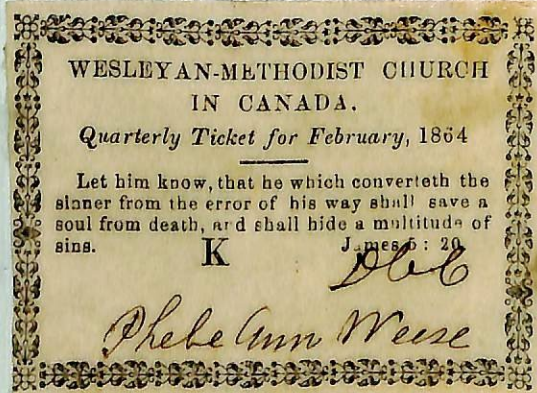 WESLEYAN-METHODIST CHURCH
IN CANADA.
Quarterly Ticket for February, 1864
Let him know, that he which converteth the
sinner from the error of his way shall save a
soul from death, and shall hide a multitude of
sins. K James 5 : 20.
Phebe Ann Weese